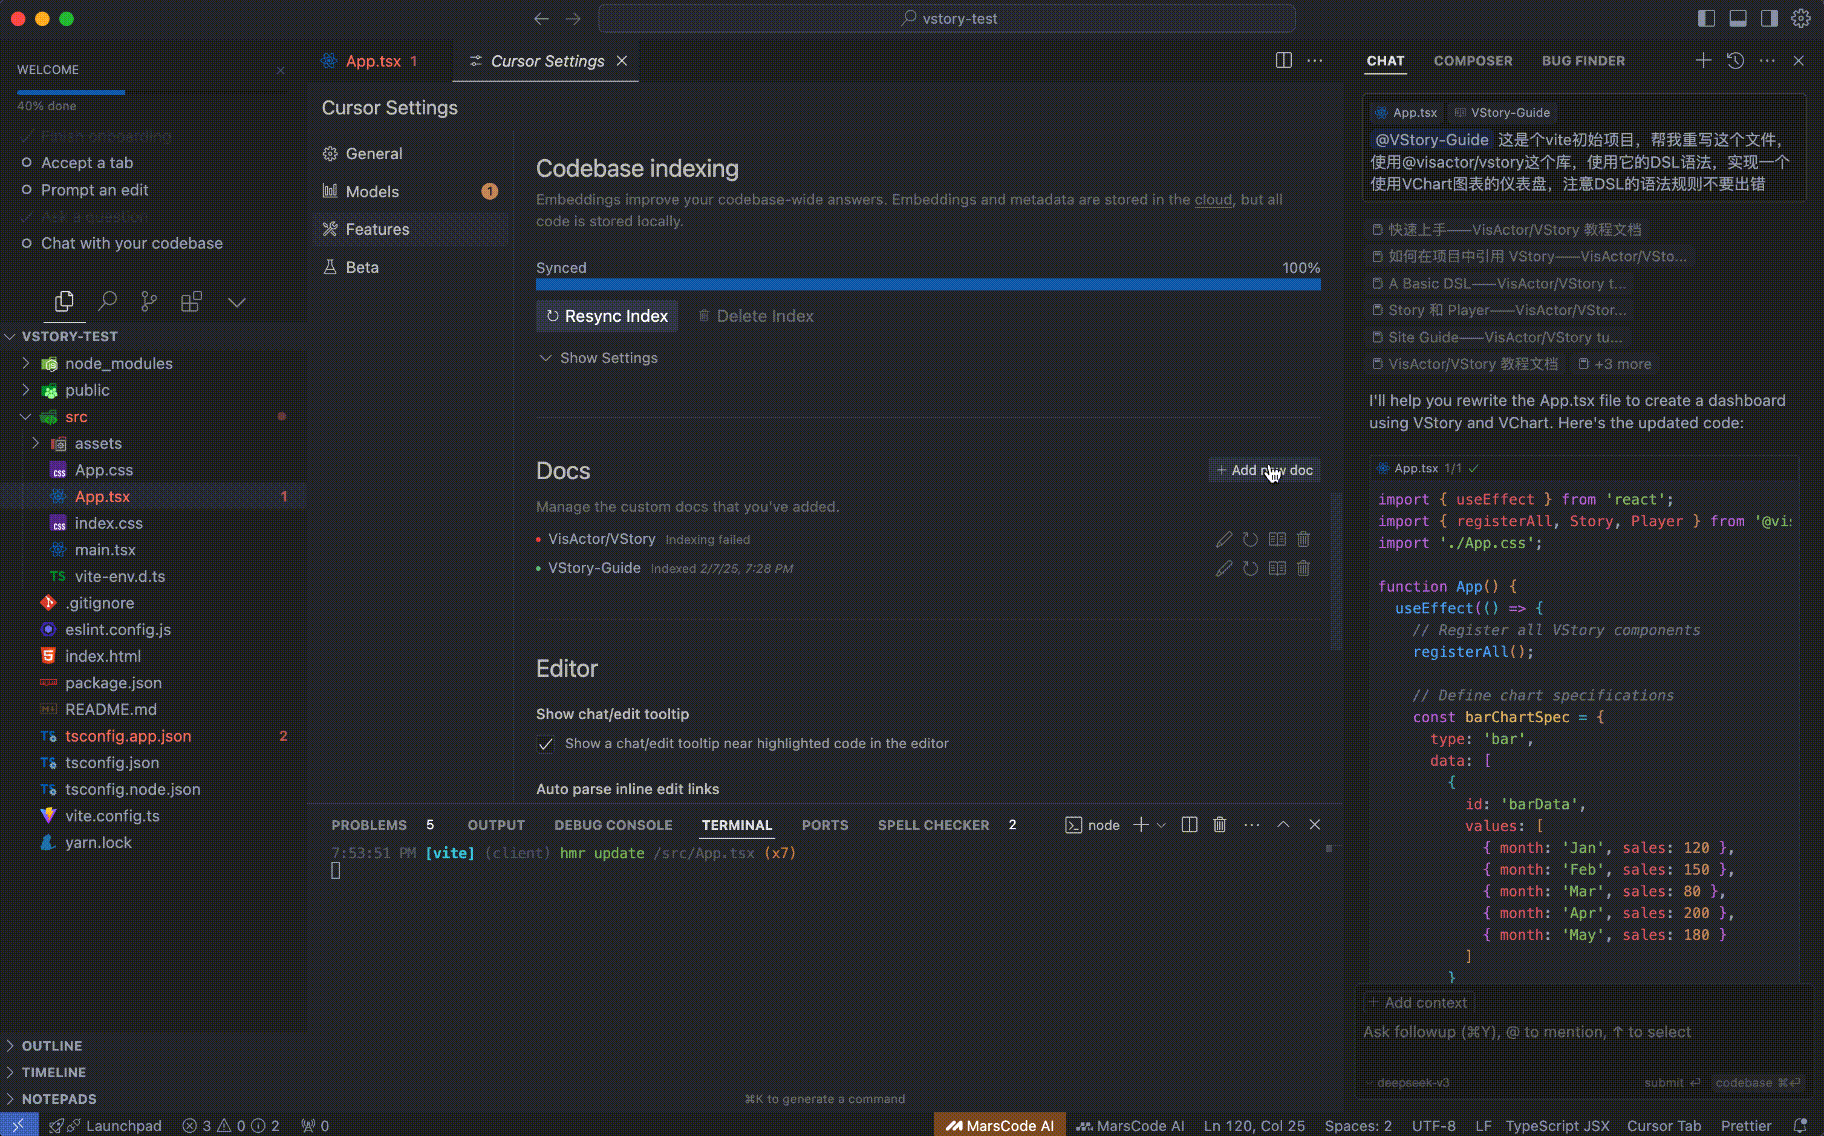 vstory-test
WELCOME
40% done
Finish onboarding
Accept a tab
Prompt an edit
Ask a question
Chat with your codebase
VSTORY-TEST
node_modules
public
src
assets
App.css
App.tsx 1
index.css
main.tsx
vite-env.d.ts
.gitignore
eslint.config.js
index.html
package.json
README.md
tsconfig.app.json 2
tsconfig.json
tsconfig.node.json
vite.config.ts
yarn.lock
OUTLINE
TIMELINE
NOTEPADS
App.tsx 1
Cursor Settings
Cursor Settings
General
Models 1
Features
Beta
Codebase indexing
Embeddings improve your codebase-wide answers. Embeddings and metadata are stored in the cloud, but all
code is stored locally.
Synced 100%
Resync Index Delete Index
Show Settings
Docs
+ Add new doc
Manage the custom docs that you've added.
VisActor/VStory Indexing failed
VStory-Guide Indexed 2/7/25, 7:28 PM
Editor
Show chat/edit tooltip
Show a chat/edit tooltip near highlighted code in the editor
Auto parse inline edit links
PROBLEMS 5 OUTPUT DEBUG CONSOLE TERMINAL PORTS SPELL CHECKER 2
node
7:53:51 PM [vite] (client) hmr update /src/App.tsx (x7)
⌘K to generate a command
CHAT COMPOSER BUG FINDER
App.tsx VStory-Guide
@VStory-Guide 这是个vite初始项目，帮我重写这个文件，
使用@visactor/vstory这个库，使用它的DSL语法，实现一个
使用VChart图表的仪表盘，注意DSL的语法规则不要出错
快速上手——VisActor/VStory 教程文档
如何在项目中引用 VStory——VisActor/VSto...
A Basic DSL——VisActor/VStory t...
Story 和 Player——VisActor/VStor...
Site Guide——VisActor/VStory tu...
VisActor/VStory 教程文档 +3 more
I'll help you rewrite the App.tsx file to create a dashboard
using VStory and VChart. Here's the updated code:
App.tsx 1/1
import { useEffect } from 'react';
import { registerAll, Story, Player } from '@vis
import './App.css';
function App() {
useEffect(() => {
// Register all VStory components
registerAll();
// Define chart specifications
const barChartSpec = {
type: 'bar',
data: [
{
id: 'barData',
values: [
{ month: 'Jan', sales: 120 },
{ month: 'Feb', sales: 150 },
{ month: 'Mar', sales: 80 },
{ month: 'Apr', sales: 200 },
{ month: 'May', sales: 180 }
]
}
+ Add context
Ask followup (⌘Y), @ to mention, ↑ to select
deepseek-v3 submit ⏎ codebase ⌘⏎
Launchpad 3 0 2 0
MarsCode AI MarsCode AI Ln 120, Col 25 Spaces: 2 UTF-8 LF TypeScript JSX Cursor Tab Prettier